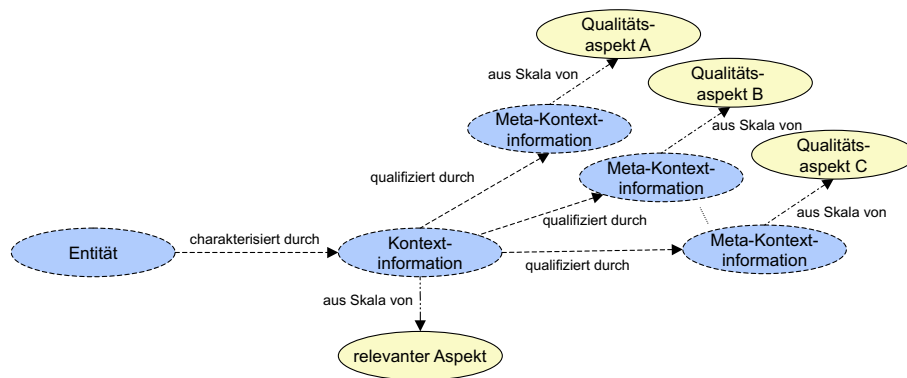 Qualitäts-
aspekt A
aus Skala von
Qualitäts-
aspekt B
Meta-Kontext-
information
aus Skala von
Qualitäts-
aspekt C
Meta-Kontext-
information
qualifiziert durch
aus Skala von
qualifiziert durch
Entität
charakterisiert durch
Kontext-
information
qualifiziert durch
Meta-Kontext-
information
aus Skala von
relevanter Aspekt